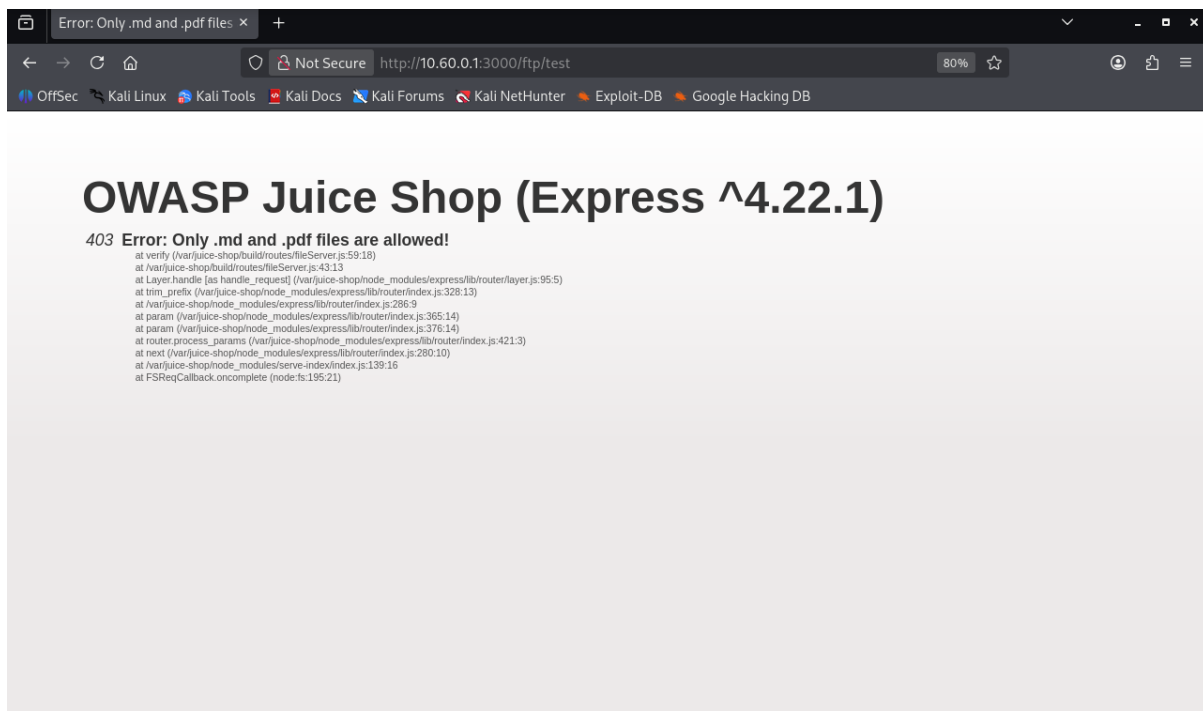 Error: Only .md and .pdf files
Not Secure http://10.60.0.1:3000/ftp/test 80%
OffSec Kali Linux Kali Tools Kali Docs Kali Forums Kali NetHunter Exploit-DB Google Hacking DB
OWASP Juice Shop (Express ^4.22.1)
403 Error: Only .md and .pdf files are allowed!
at verify (/var/juice-shop/build/routes/fileServer.js:59:18)
at /var/juice-shop/build/routes/fileServer.js:43:13
at Layer.handle [as handle_request] (/var/juice-shop/node_modules/express/lib/router/layer.js:95:5)
at trim_prefix (/var/juice-shop/node_modules/express/lib/router/index.js:328:13)
at /var/juice-shop/node_modules/express/lib/router/index.js:286:9
at param (/var/juice-shop/node_modules/express/lib/router/index.js:365:14)
at param (/var/juice-shop/node_modules/express/lib/router/index.js:376:14)
at router.process_params (/var/juice-shop/node_modules/express/lib/router/index.js:421:3)
at next (/var/juice-shop/node_modules/express/lib/router/index.js:280:10)
at /var/juice-shop/node_modules/serve-index/index.js:139:16
at FSReqCallback.oncomplete (node:fs:195:21)